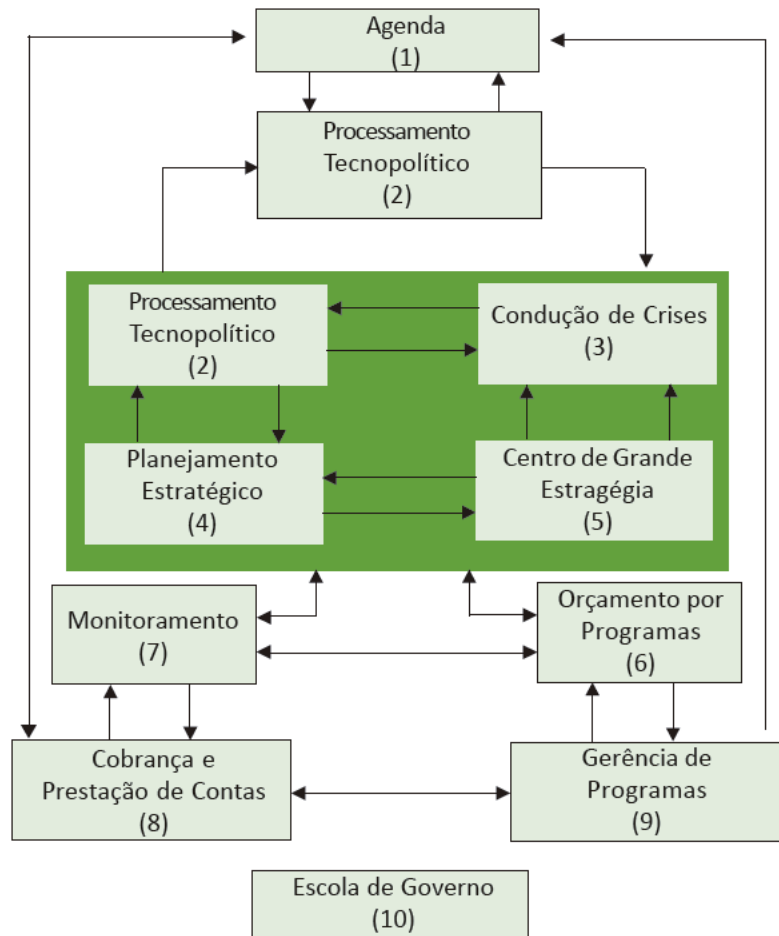 Agenda
(1)
Processamento
Tecnopolítico
(2)
Processamento
Tecnopolítico
(2)
Condução de Crises
(3)
Planejamento
Estratégico
(4)
Centro de Grande
Estragégia
(5)
Monitoramento
(7)
Orçamento por
Programas
(6)
Cobrança e
Prestação de Contas
(8)
Gerência de
Programas
(9)
Escola de Governo
(10)